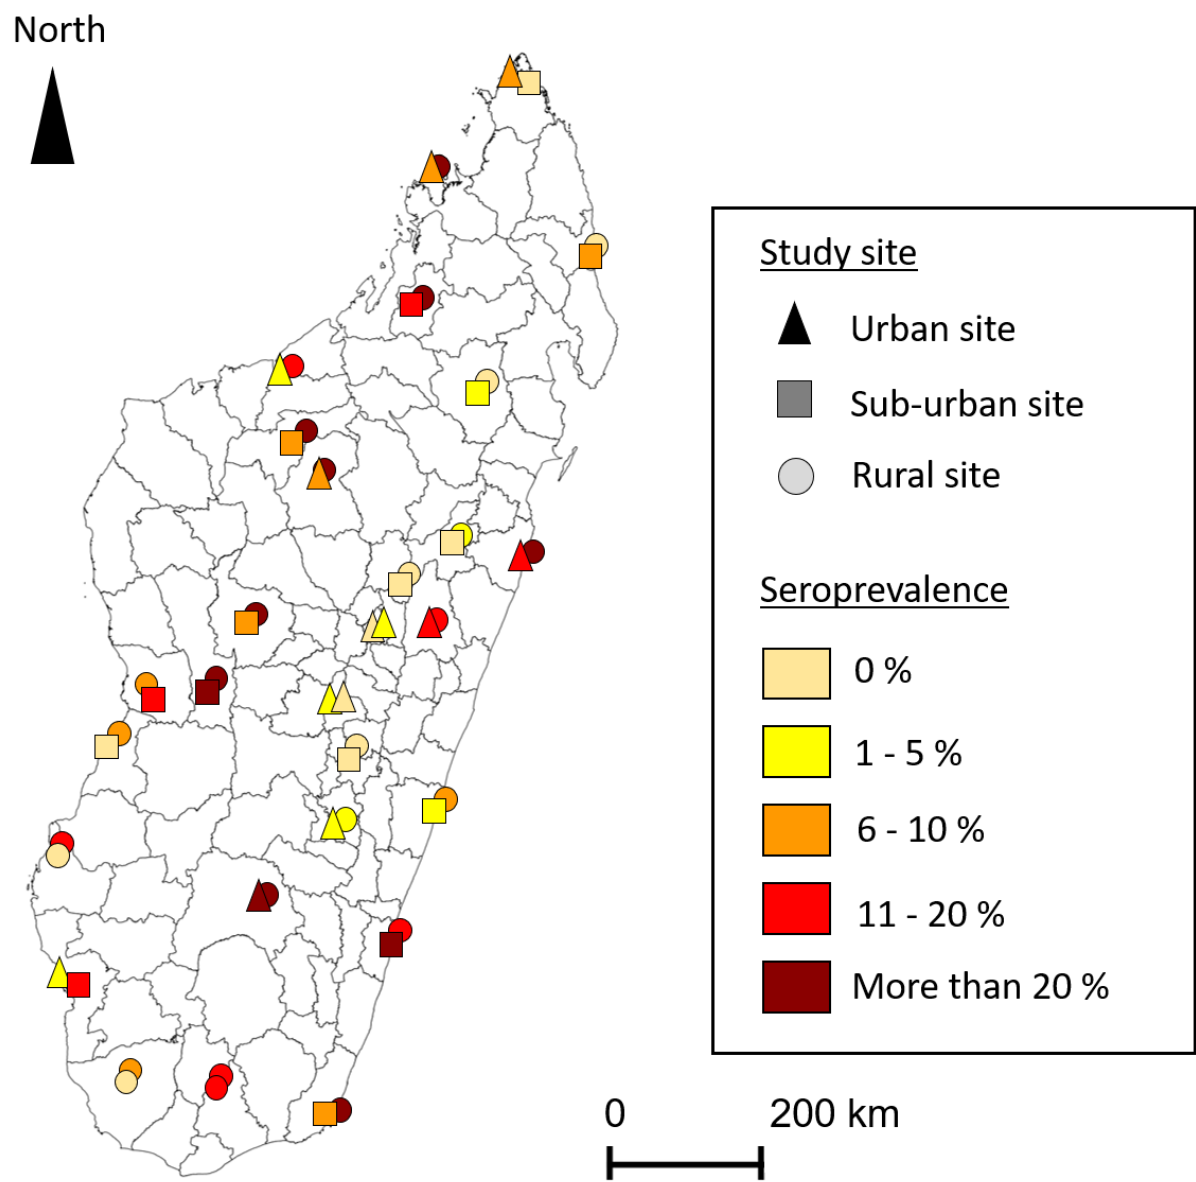 North
Study site
Urban site
Sub-urban site
Rural site
Seroprevalence
0 %
1 - 5 %
6 - 10 %
11 - 20 %
More than 20 %
0 200 km